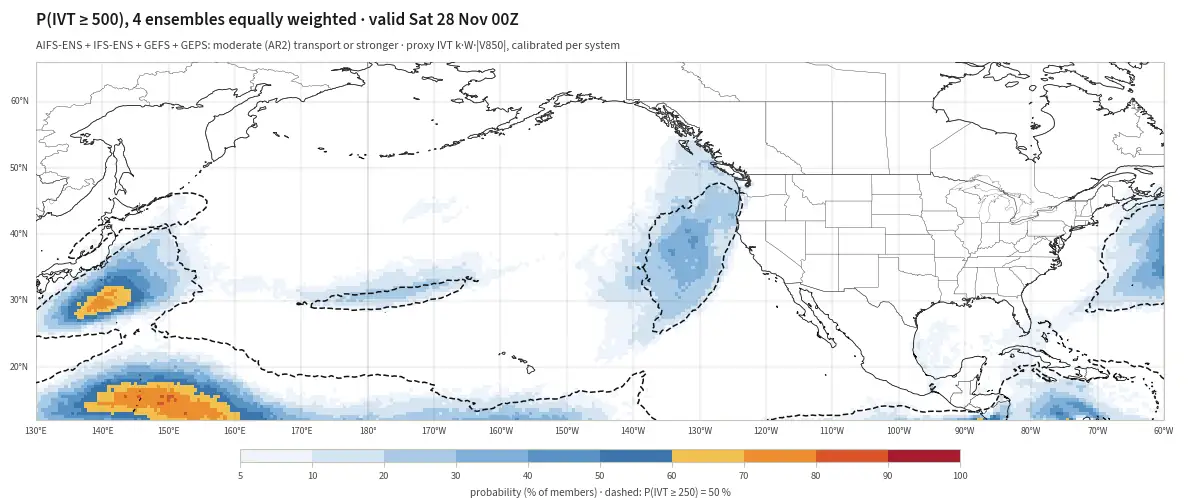 P(IVT ≥ 500), 4 ensembles equally weighted · valid Sat 28 Nov 00Z
AIFS-ENS + IFS-ENS + GEFS + GEPS: moderate (AR2) transport or stronger · proxy IVT k·W·|V850|, calibrated per system
60°N
50°N
40°N
30°N
20°N
130°E 140°E 150°E 160°E 170°E 180° 170°W 160°W 150°W 140°W 130°W 120°W 110°W 100°W 90°W 80°W 70°W 60°W
5 10 20 30 40 50 60 70 80 90 100
probability (% of members) · dashed: P(IVT ≥ 250) = 50 %